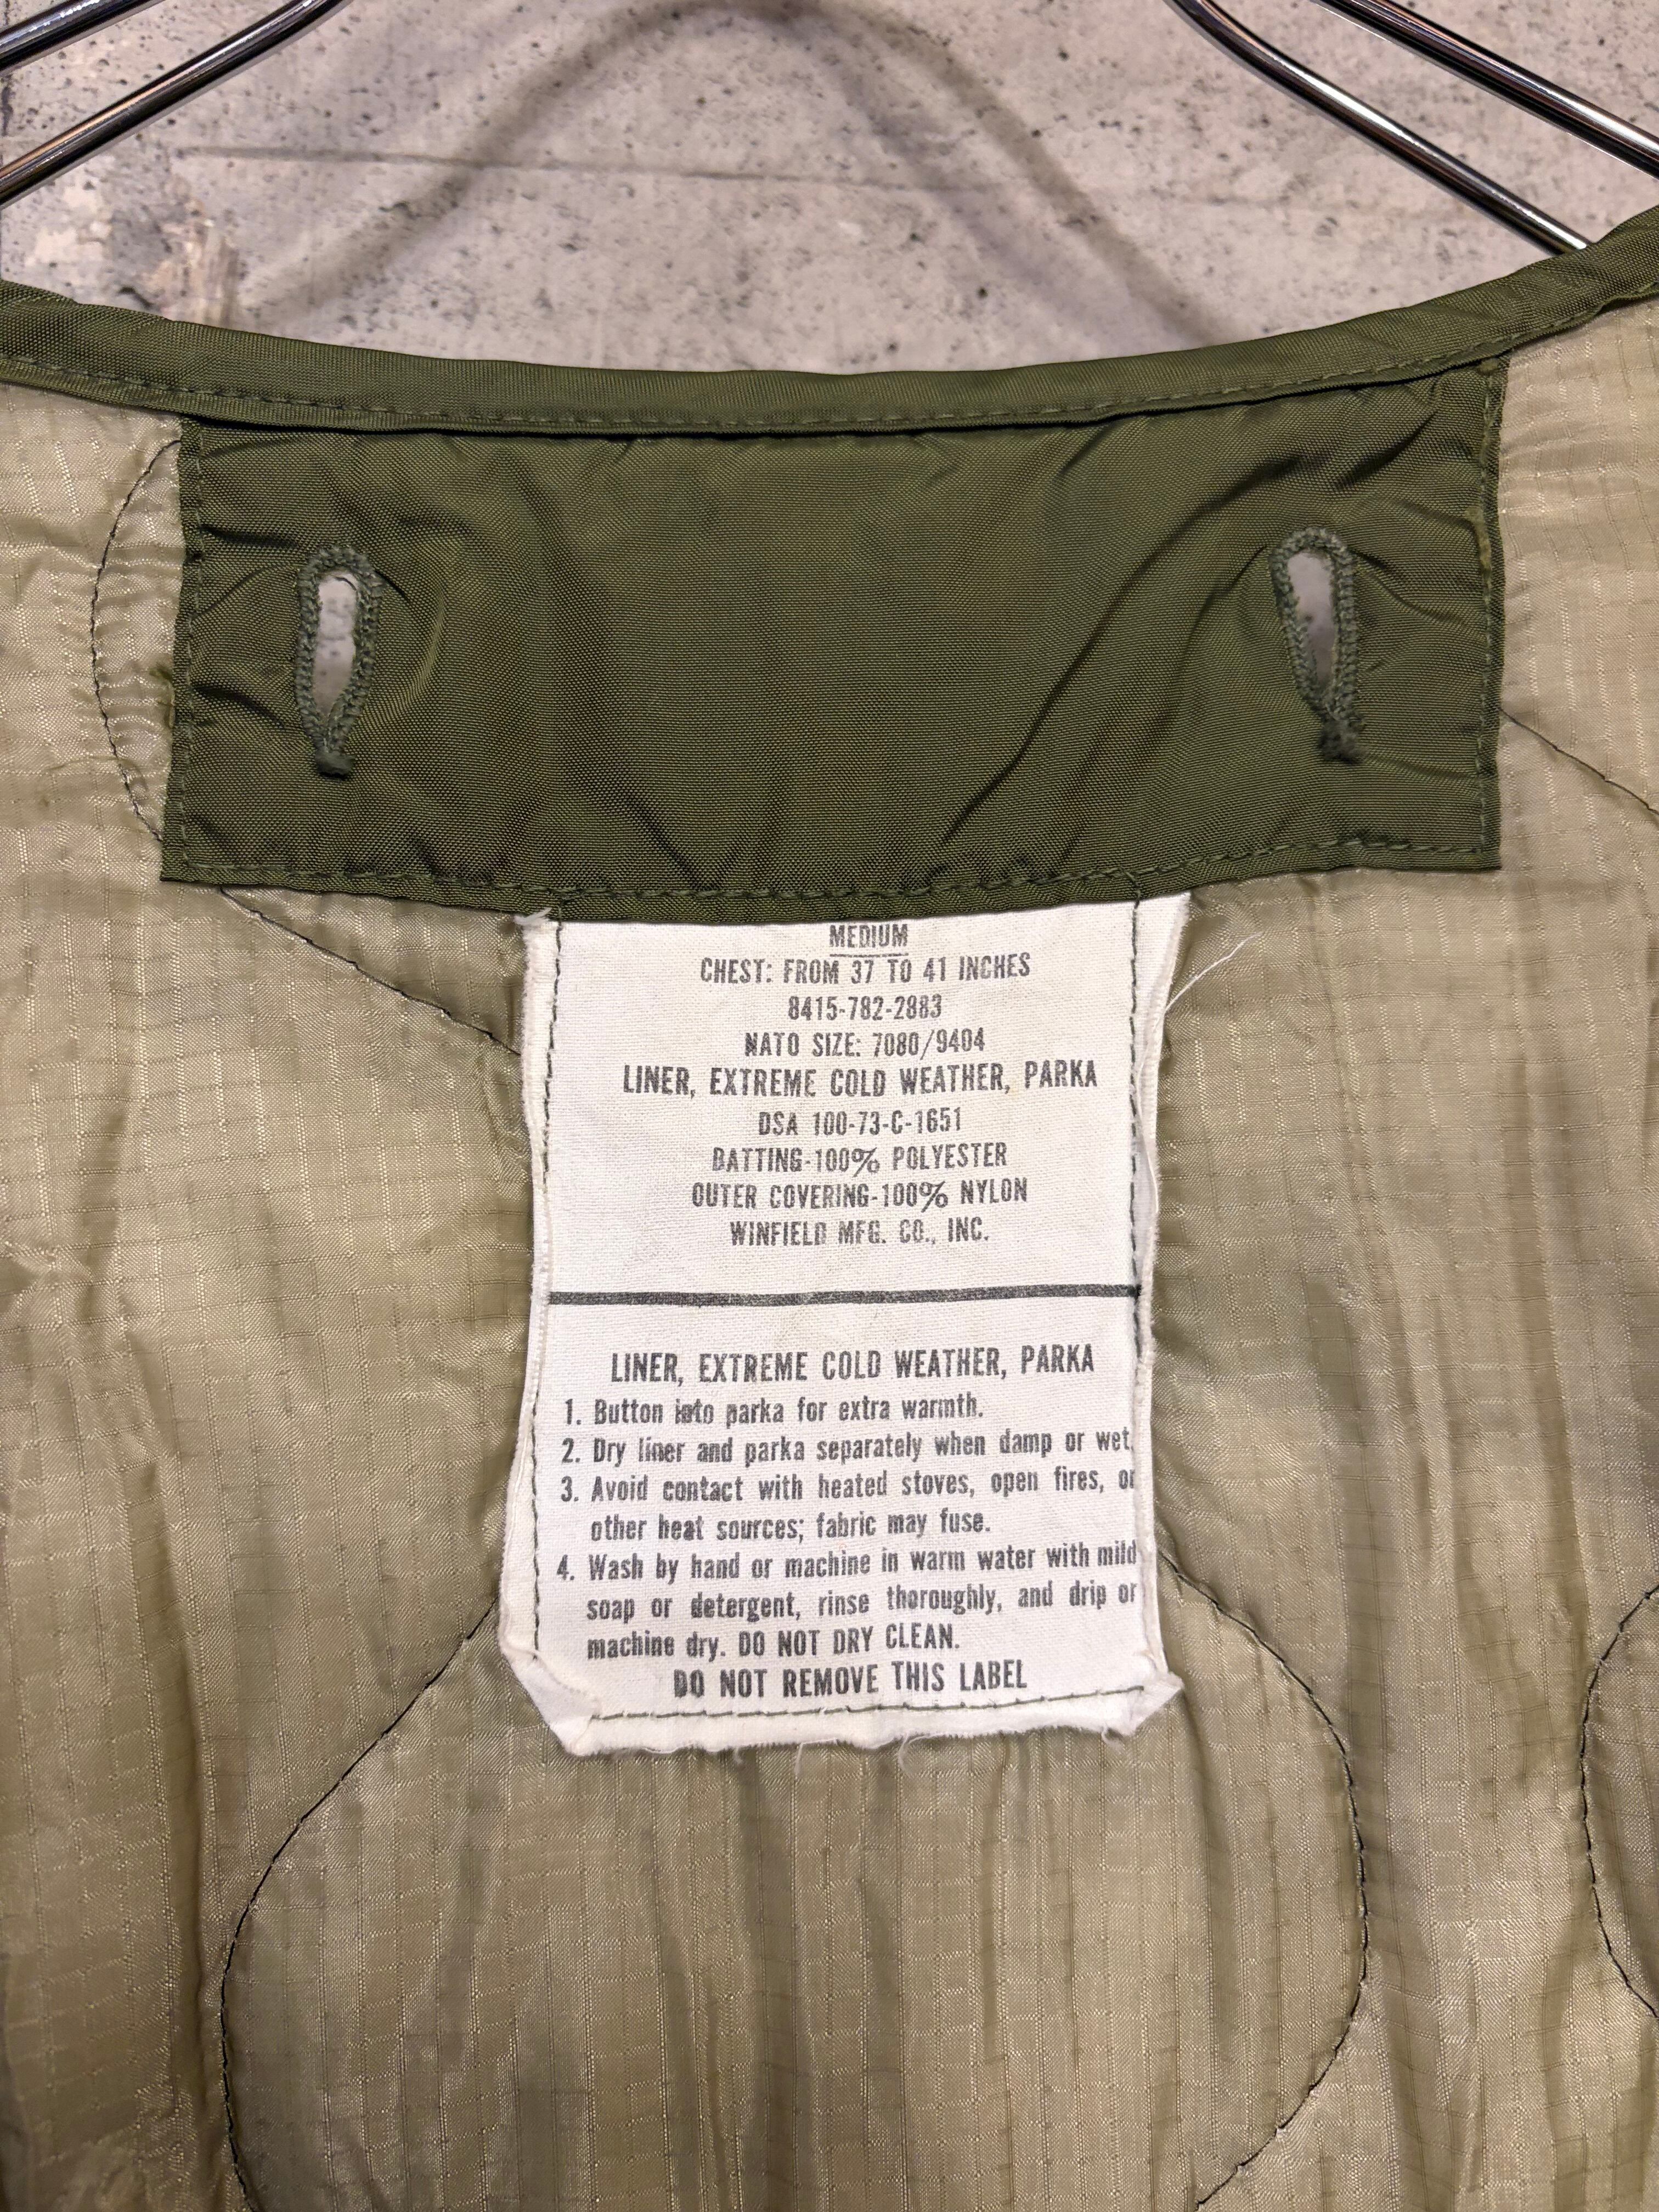 MEDIUM
CHEST: FROM 37 TO 41 INCHES
8415-782-2883
NATO SIZE: 7080/9404
LINER, EXTREME COLD WEATHER, PARKA
DSA 100-73-C-1651
BATTING-100% POLYESTER
OUTER COVERING-100% NYLON
WINFIELD MFG. CO., INC.
LINER, EXTREME COLD WEATHER, PARKA
1. Button into parka for extra warmth.
2. Dry liner and parka separately when damp or wet.
3. Avoid contact with heated stoves, open fires, or
other heat sources; fabric may fuse.
4. Wash by hand or machine in warm water with mild
soap or detergent, rinse thoroughly, and drip or
machine dry. DO NOT DRY CLEAN.
DO NOT REMOVE THIS LABEL